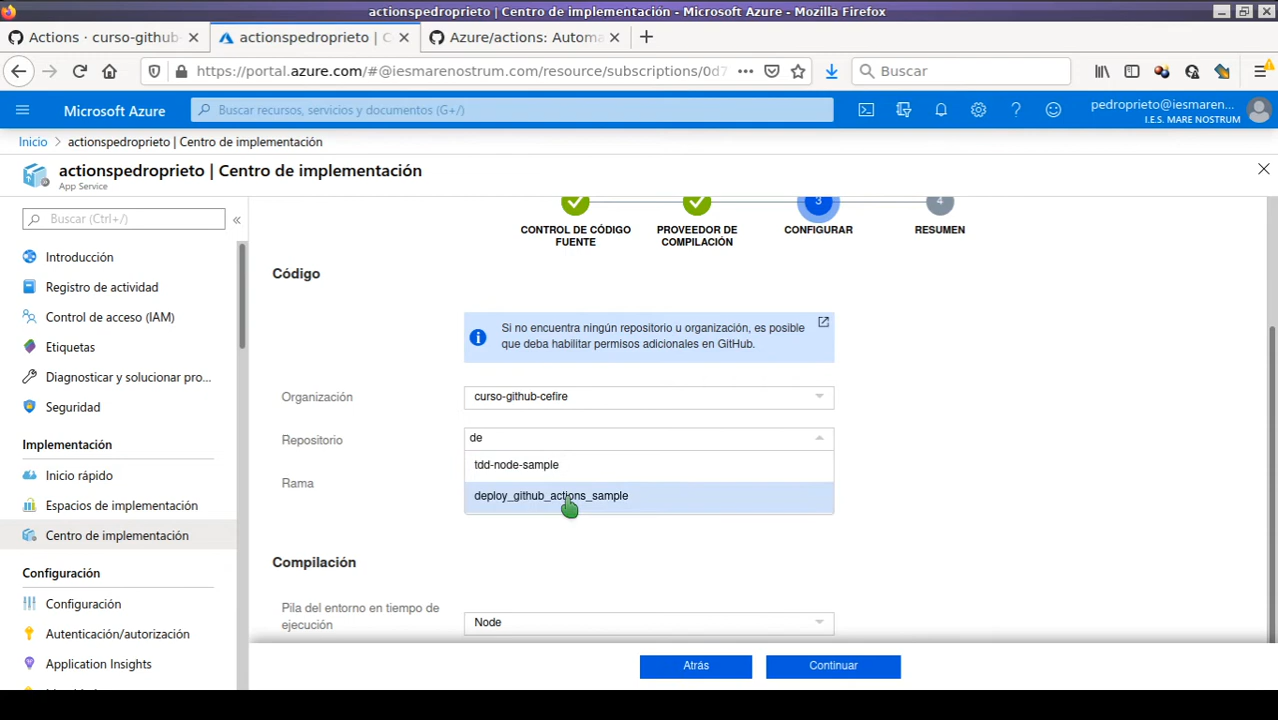 actionspedroprieto | Centro de implementación - Microsoft Azure - Mozilla Firefox
Actions · curso-github-
actionspedroprieto | C
Azure/actions: Automa
https://portal.azure.com/#@iesmarenostrum.com/resource/subscriptions/0d7
Buscar
Microsoft Azure
Buscar recursos, servicios y documentos (G+/)
pedroprieto@iesmaren...
I.E.S. MARE NOSTRUM
Inicio > actionspedroprieto | Centro de implementación
actionspedroprieto | Centro de implementación
App Service
Buscar (Ctrl+/)
Introducción
Registro de actividad
Control de acceso (IAM)
Etiquetas
Diagnosticar y solucionar pro...
Seguridad
Implementación
Inicio rápido
Espacios de implementación
Centro de implementación
Configuración
Configuración
Autenticación/autorización
Application Insights
3
4
CONTROL DE CÓDIGO
FUENTE
PROVEEDOR DE
COMPILACIÓN
CONFIGURAR
RESUMEN
Código
Si no encuentra ningún repositorio u organización, es posible
que deba habilitar permisos adicionales en GitHub.
Organización
curso-github-cefire
Repositorio
de
tdd-node-sample
Rama
deploy_github_actions_sample
Compilación
Pila del entorno en tiempo de
ejecución
Node
Atrás
Continuar